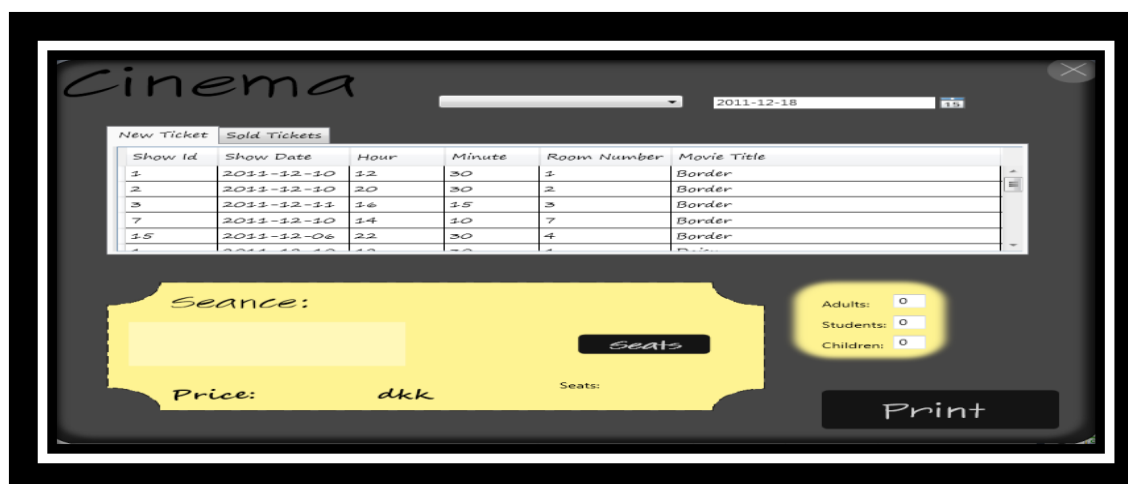 Cinema
2011-12-18 15
New Ticket Sold Tickets
Show Id Show Date Hour Minute Room Number Movie Title
1 2011-12-10 12 30 1 Border
2 2011-12-10 20 30 2 Border
3 2011-12-11 16 15 3 Border
7 2011-12-10 14 10 7 Border
15 2011-12-06 22 30 4 Border
Seance:
Adults: 0
Students: 0
Seats
Children: 0
Seats:
Price: dkk
Print